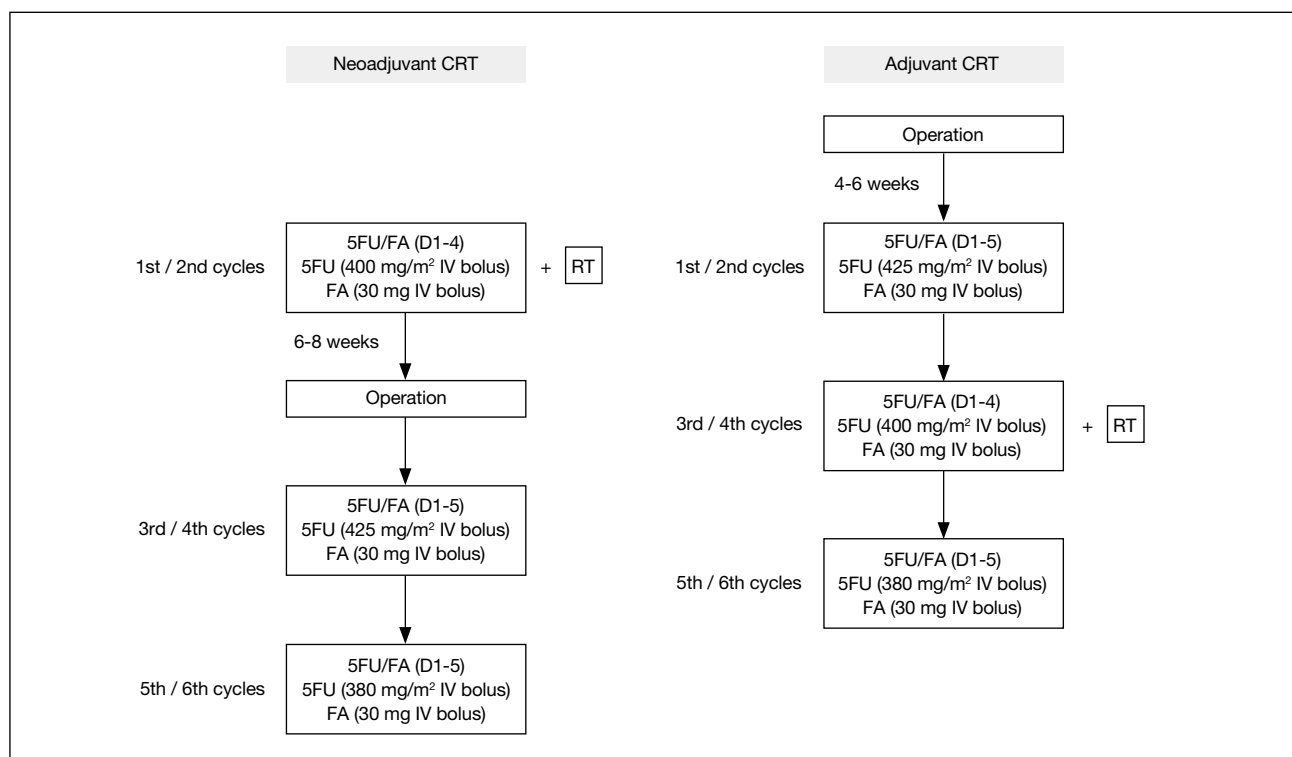 Neoadjuvant CRT
1st / 2nd cycles
5FU/FA (D1-4)
5FU (400 mg/m² IV bolus)
FA (30 mg IV bolus)
+ RT
6-8 weeks
Operation
3rd / 4th cycles
5FU/FA (D1-5)
5FU (425 mg/m² IV bolus)
FA (30 mg IV bolus)
5th / 6th cycles
5FU/FA (D1-5)
5FU (380 mg/m² IV bolus)
FA (30 mg IV bolus)
Adjuvant CRT
Operation
4-6 weeks
1st / 2nd cycles
5FU/FA (D1-5)
5FU (425 mg/m² IV bolus)
FA (30 mg IV bolus)
3rd / 4th cycles
5FU/FA (D1-4)
5FU (400 mg/m² IV bolus)
FA (30 mg IV bolus)
+ RT
5th / 6th cycles
5FU/FA (D1-5)
5FU (380 mg/m² IV bolus)
FA (30 mg IV bolus)